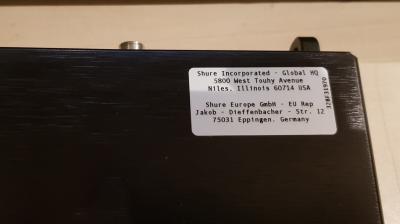 Shure Incorporated - Global HQ
5800 West Touhy Avenue
Niles, Illinois 60714 USA
Shure Europe GmbH - EU Rep
Jakob - Dieffenbacher - Str. 12
75031 Eppingen, Germany